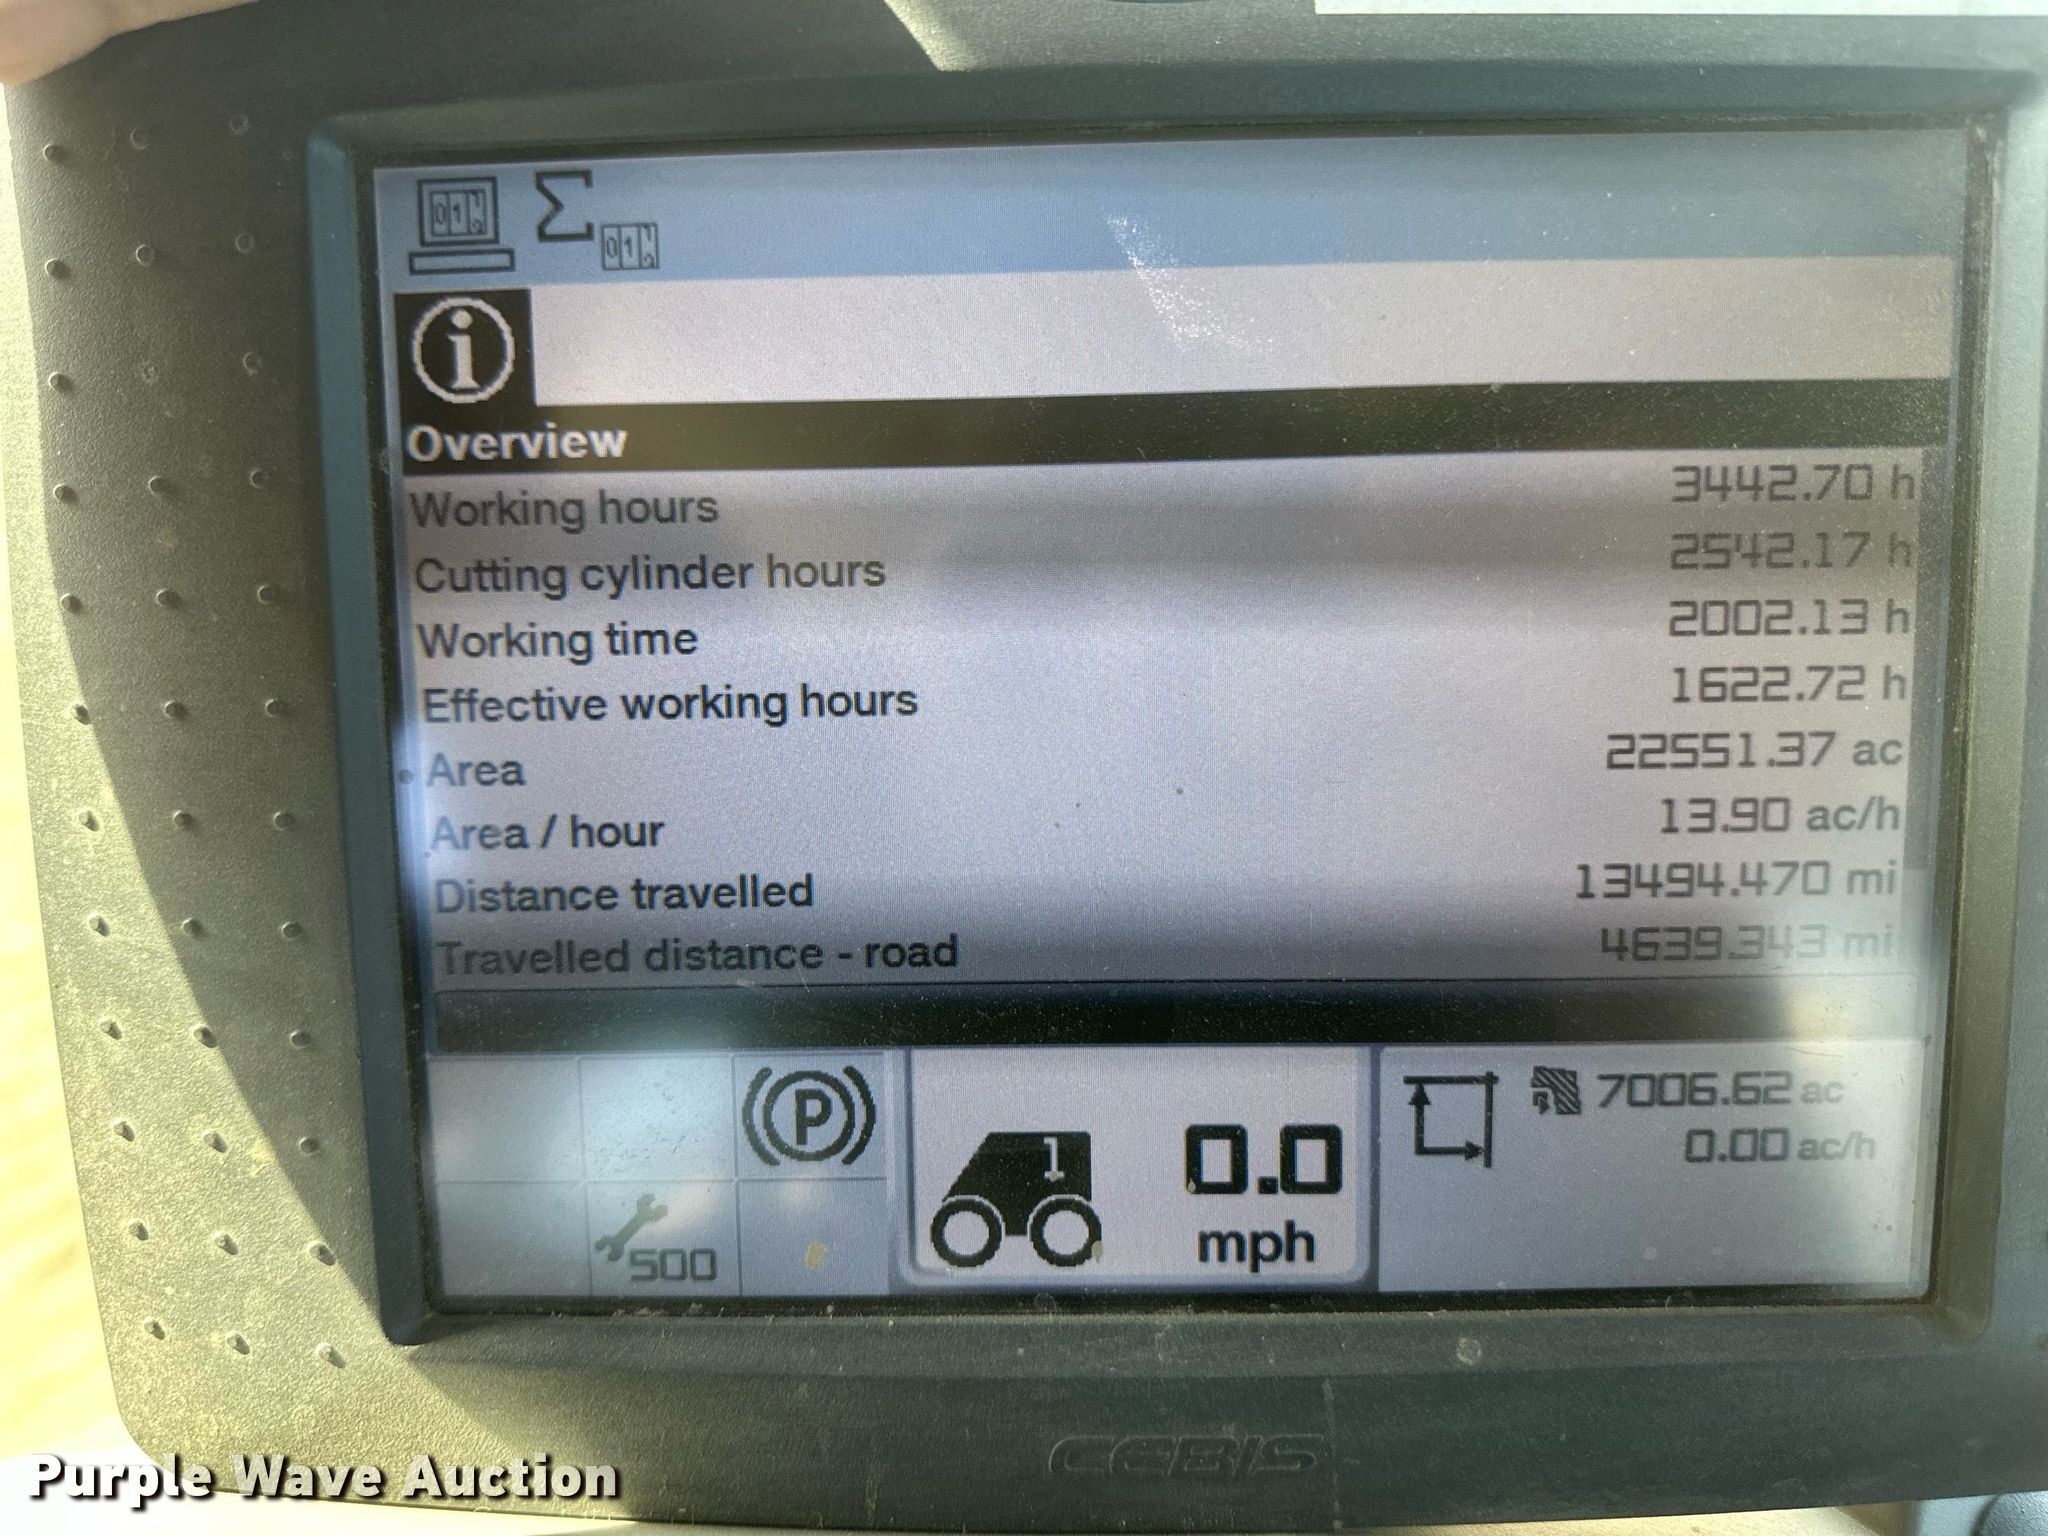 Overview
Working hours 3442.70 h
Cutting cylinder hours 2542.17 h
Working time 2002.13 h
Effective working hours 1622.72 h
Area 22551.37 ac
Area / hour 13.90 ac/h
Distance travelled 13494.470 mi
Travelled distance - road 4639.343 mi
P
1
0.0
mph
500
7006.62 ac
0.00 ac/h
CEBIS
Purple Wave Auction